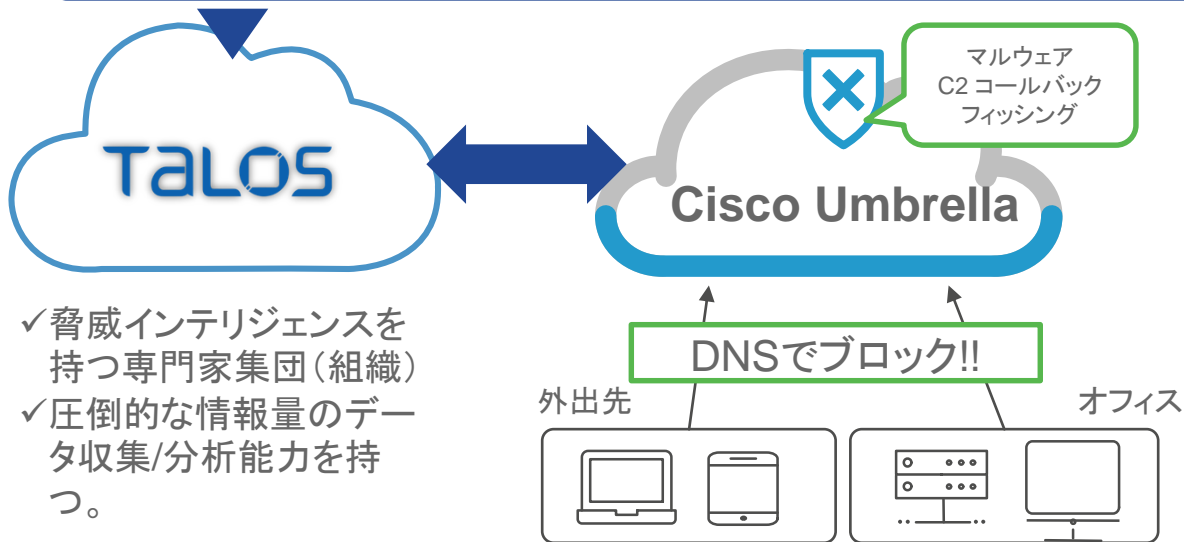 マルウェア
C2 コールバック
フィッシング
TALOS
Cisco Umbrella
✓脅威インテリジェンスを
持つ専門家集団(組織)
✓圧倒的な情報量のデー
タ収集/分析能力を持
つ。
DNSでブロック!!
外出先
オフィス